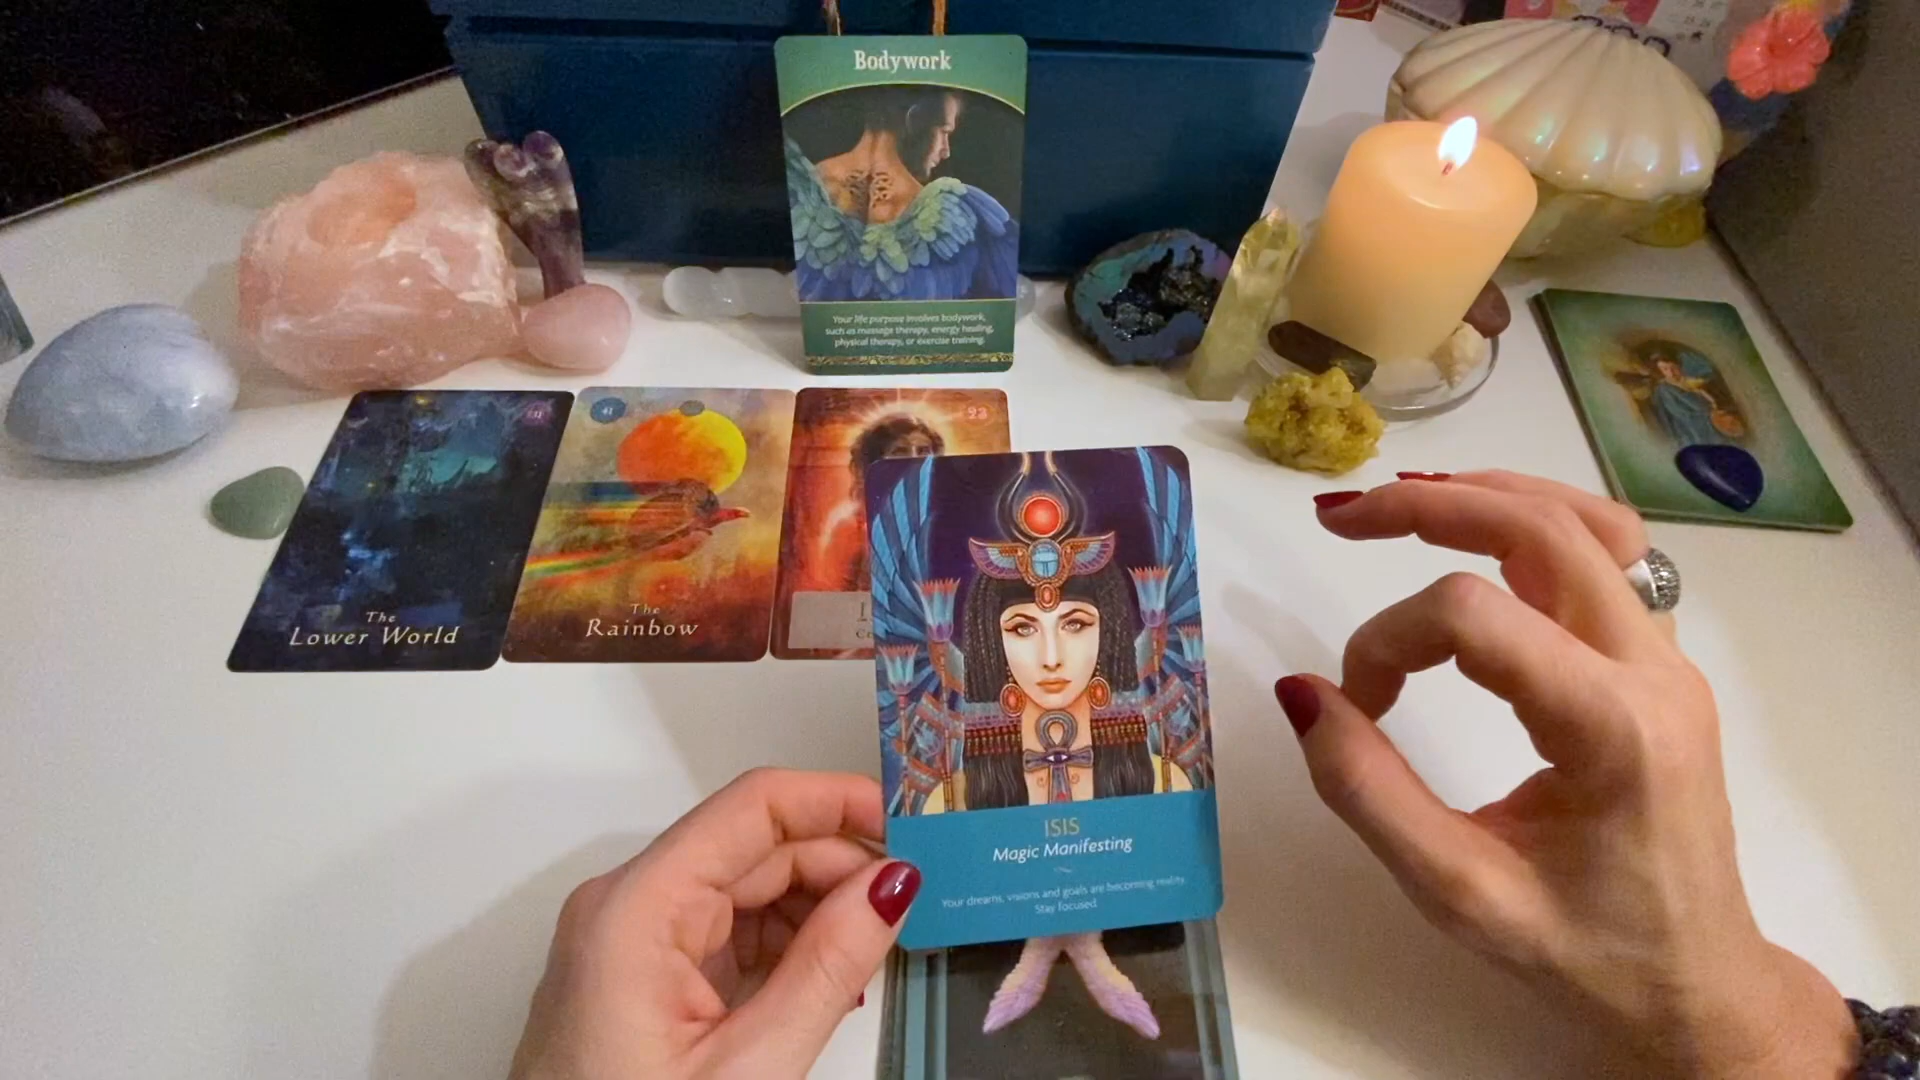 Bodywork
Your life purpose involves bodywork,
such as massage therapy, energy healing,
physical therapy, or exercise training.
41
The
Rainbow
The
Lower World
ISIS
Magic Manifesting
Your dreams, visions and goals are becoming reality.
Stay focused.